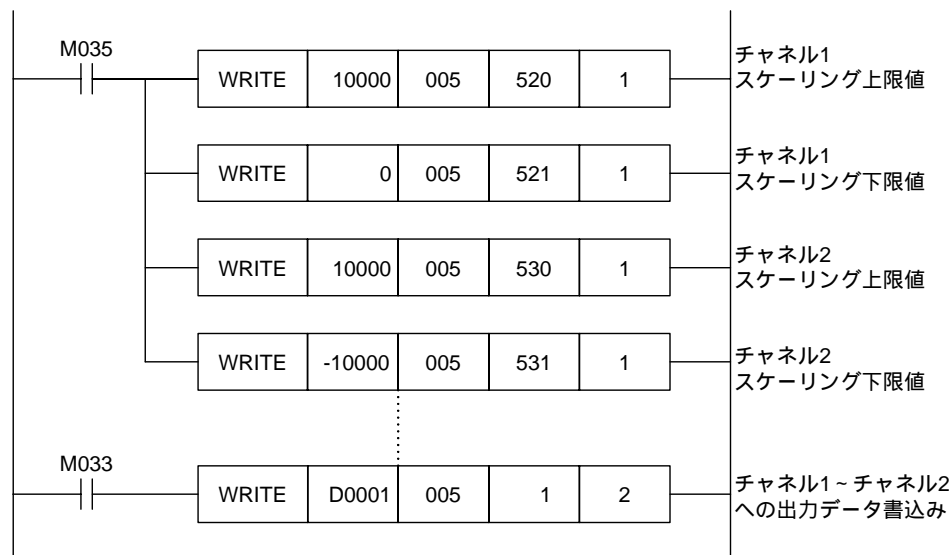 M035
WRITE 10000 005 520 1
チャネル1
スケーリング上限値
WRITE 0 005 521 1
チャネル1
スケーリング下限値
WRITE 10000 005 530 1
チャネル2
スケーリング上限値
WRITE -10000 005 531 1
チャネル2
スケーリング下限値
M033
WRITE D0001 005 1 2
チャネル1~チャネル2
への出力データ書込み